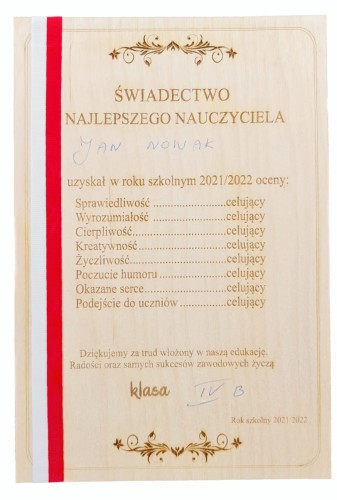 ŚWIADECTWO
NAJLEPSZEGO NAUCZYCIELA
JAN NOWAK
uzyskał w roku szkolnym 2021/2022 oceny:
Sprawiedliwość ........................celujący
Wyrozumiałość ........................celujący
Cierpliwość..............................celujący
Kreatywność............................celujący
Życzliwość...............................celujący
Poczucie humoru......................celujący
Okazane serce...........................celujący
Podejście do uczniów ...............celujący
Dziękujemy za trud włożony w naszą edukację.
Radości oraz samych sukcesów zawodowych życzą
klasa IV B
Rok szkolny 2021/2022